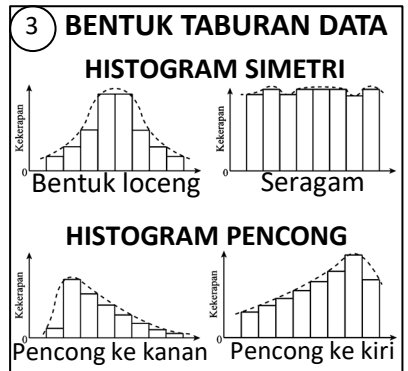 3 BENTUK TABURAN DATA
HISTOGRAM SIMETRI
Kekerapan
0
Bentuk loceng
Kekerapan
0
Seragam
HISTOGRAM PENCONG
Kekerapan
0
Pencong ke kanan
Kekerapan
0
Pencong ke kiri